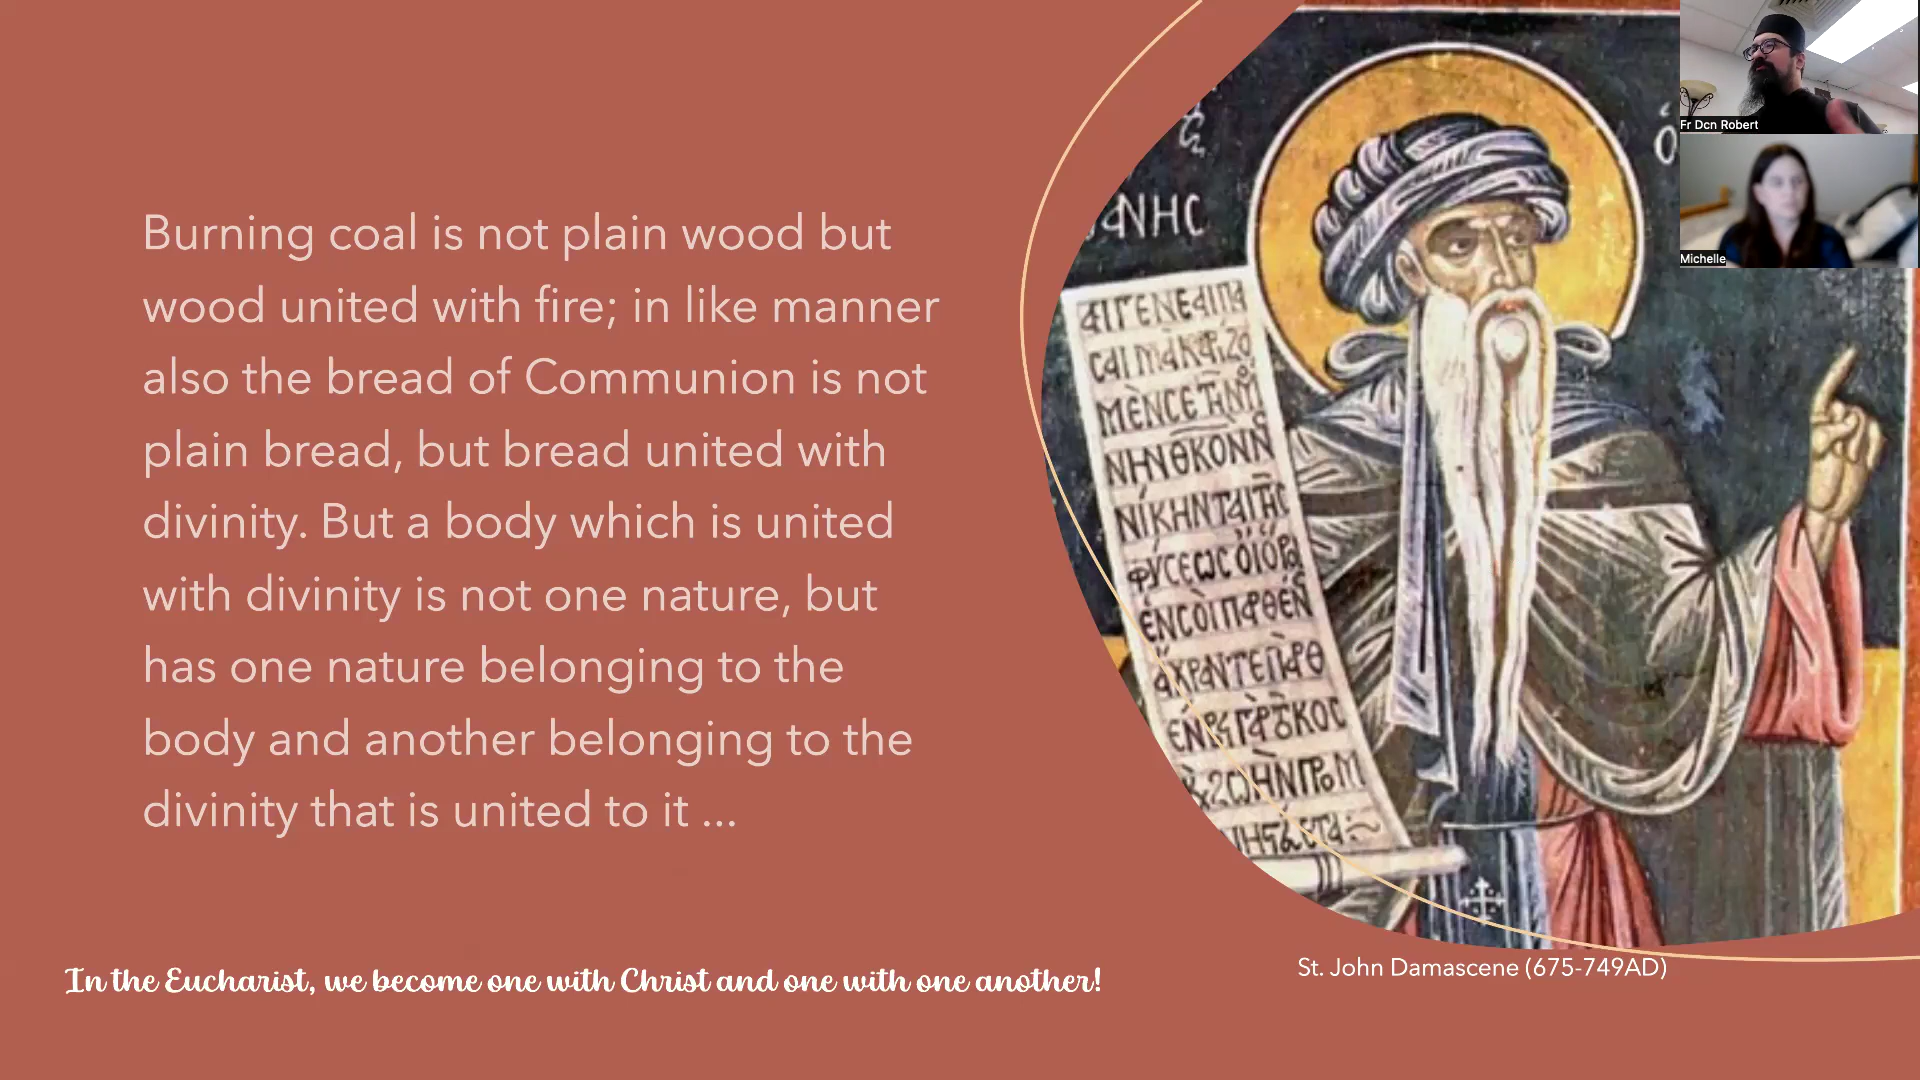 Burning coal is not plain wood but
wood united with fire; in like manner
also the bread of Communion is not
plain bread, but bread united with
divinity. But a body which is united
with divinity is not one nature, but
has one nature belonging to the
body and another belonging to the
divinity that is united to it ...
In the Eucharist, we become one with Christ and one with one another!
St. John Damascene (675-749AD)
Fr Dcn Robert
Michelle
ΝΗΝΘΚΟΝΝ
ΝΊΚΗΝΤΑΙΤΗϹ
ΦΎϹΕΩϹΟΙΌΡΟΙ
ἘΝϹΟῚΠΑΡΘΈΝ